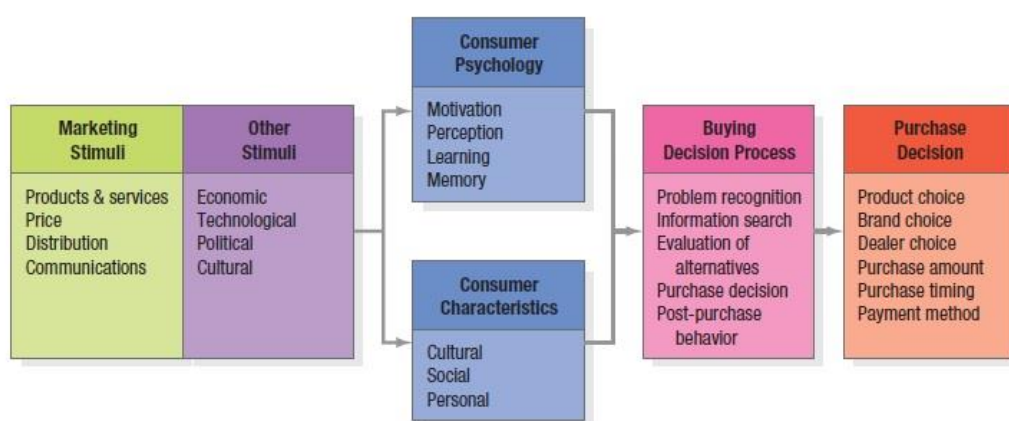 Marketing
Stimuli
Products & services
Price
Distribution
Communications
Other
Stimuli
Economic
Technological
Political
Cultural
Consumer
Psychology
Motivation
Perception
Learning
Memory
Consumer
Characteristics
Cultural
Social
Personal
Buying
Decision Process
Problem recognition
Information search
Evaluation of
alternatives
Purchase decision
Post-purchase
behavior
Purchase
Decision
Product choice
Brand choice
Dealer choice
Purchase amount
Purchase timing
Payment method